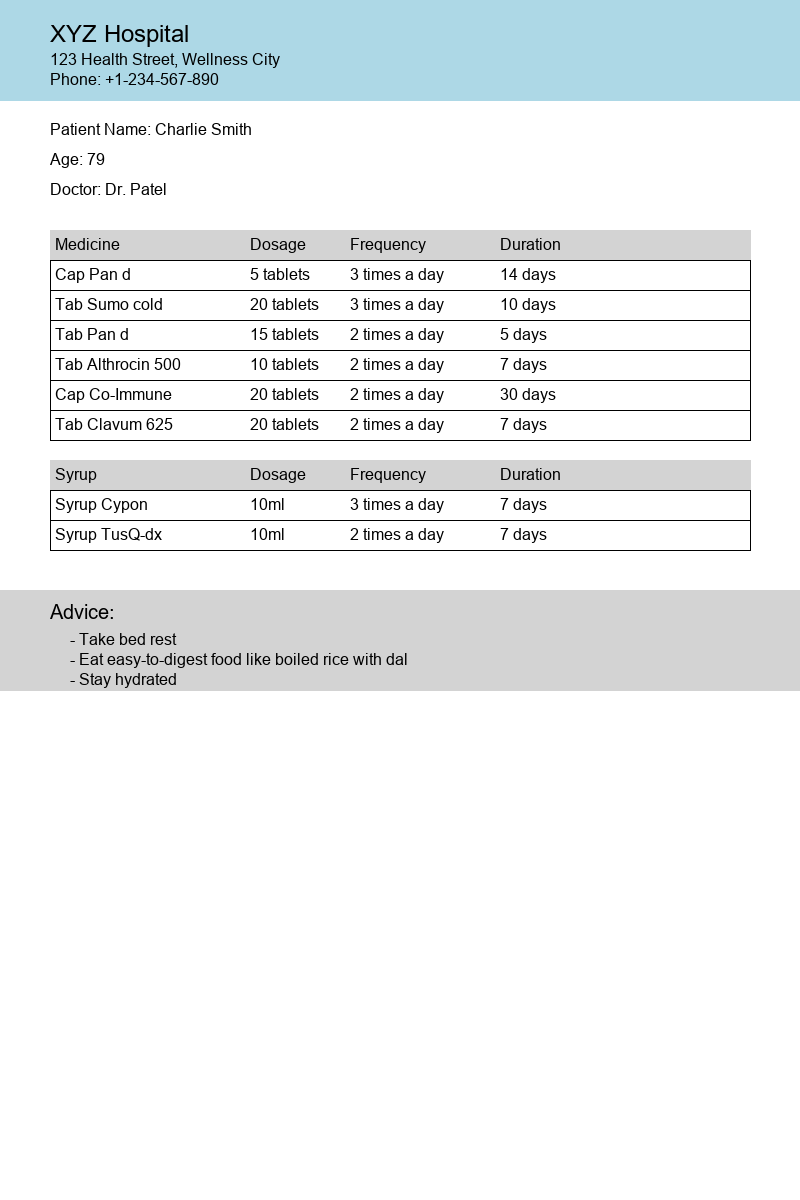 XYZ Hospital
123 Health Street, Wellness City
Phone: +1-234-567-890
Patient Name: Charlie Smith
Age: 79
Doctor: Dr. Patel
Medicine Dosage Frequency Duration
Cap Pan d 5 tablets 3 times a day 14 days
Tab Sumo cold 20 tablets 3 times a day 10 days
Tab Pan d 15 tablets 2 times a day 5 days
Tab Althrocin 500 10 tablets 2 times a day 7 days
Cap Co-Immune 20 tablets 2 times a day 30 days
Tab Clavum 625 20 tablets 2 times a day 7 days
Syrup Dosage Frequency Duration
Syrup Cypon 10ml 3 times a day 7 days
Syrup TusQ-dx 10ml 2 times a day 7 days
Advice:
- Take bed rest
- Eat easy-to-digest food like boiled rice with dal
- Stay hydrated